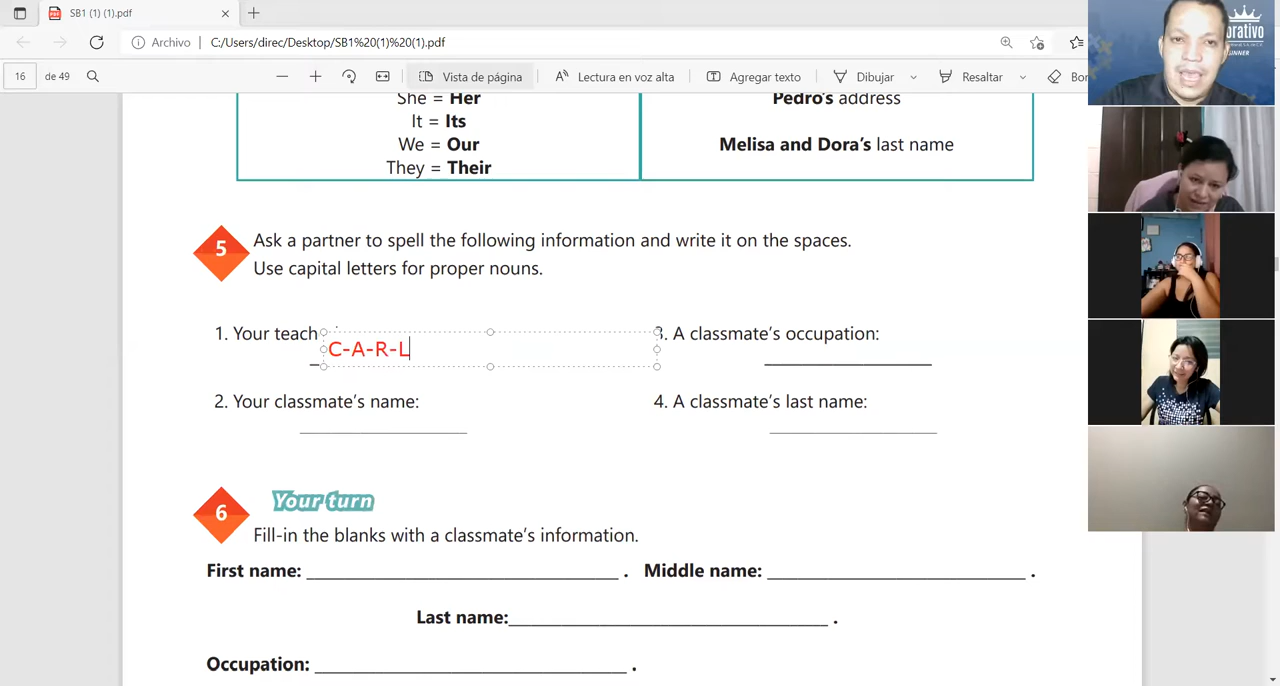 SB1 (1) (1).pdf
Archivo
C:/Users/direc/Desktop/SB1%20(1)%20(1).pdf
16
de 49
Vista de página
Lectura en voz alta
Agregar texto
Dibujar
Resaltar
She = Her
It = Its
We = Our
They = Their
Pedro's address
Melisa and Dora's last name
5
Ask a partner to spell the following information and write it on the spaces.
Use capital letters for proper nouns.
1. Your teach
C-A-R-L
3. A classmate's occupation:
2. Your classmate's name:
4. A classmate's last name:
6
Your turn
Fill-in the blanks with a classmate's information.
First name: ______ . Middle name: ______ .
Last name: ______ .
Occupation: ______ .